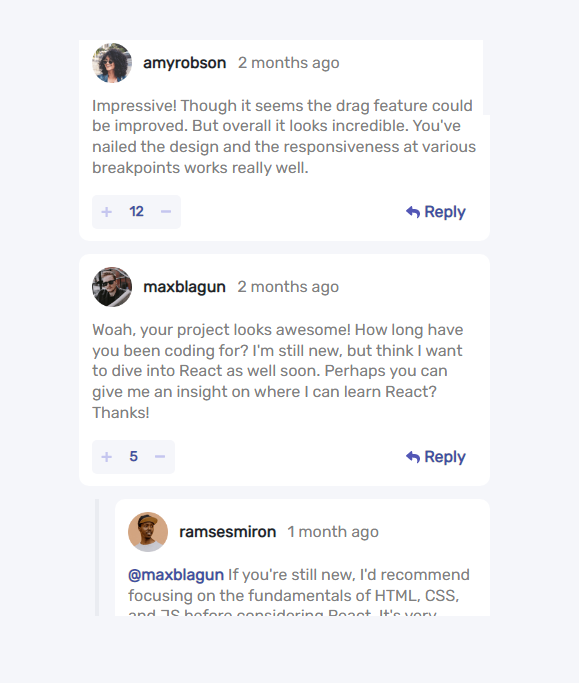 amyrobson 2 months ago
Impressive! Though it seems the drag feature could
be improved. But overall it looks incredible. You've
nailed the design and the responsiveness at various
breakpoints works really well.
+ 12 − Reply
maxblagun 2 months ago
Woah, your project looks awesome! How long have
you been coding for? I'm still new, but think I want
to dive into React as well soon. Perhaps you can
give me an insight on where I can learn React?
Thanks!
+ 5 − Reply
ramsesmiron 1 month ago
@maxblagun If you're still new, I'd recommend
focusing on the fundamentals of HTML, CSS,
and JS before considering React. It's very